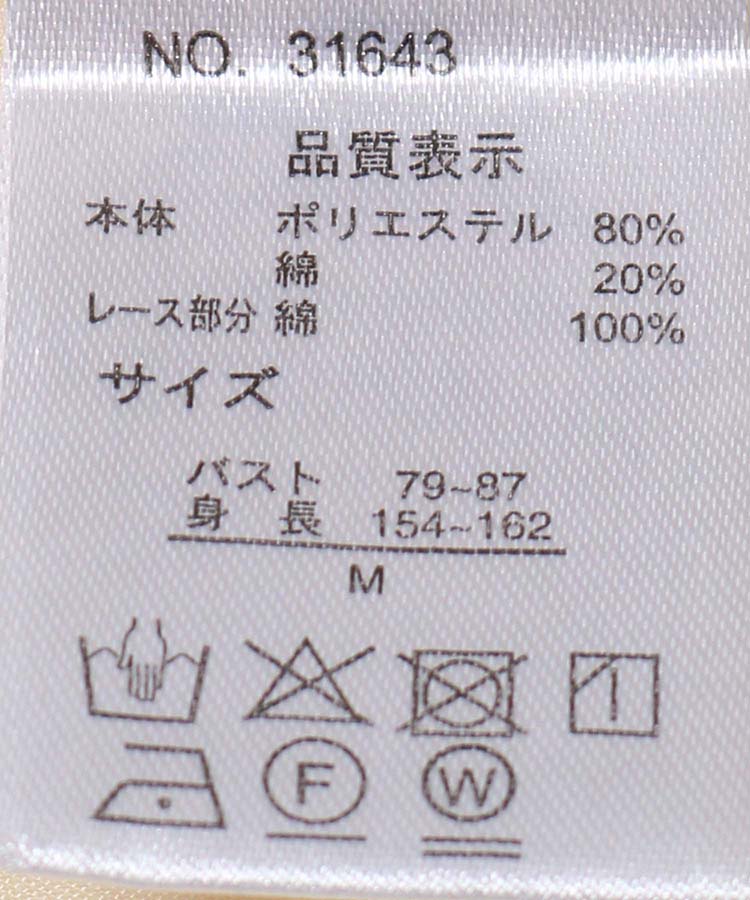 NO. 31643
品質表示
本体 ポリエステル 80%
綿 20%
レース部分 綿 100%
サイズ
バスト 79~87
身長 154~162
M
F
W